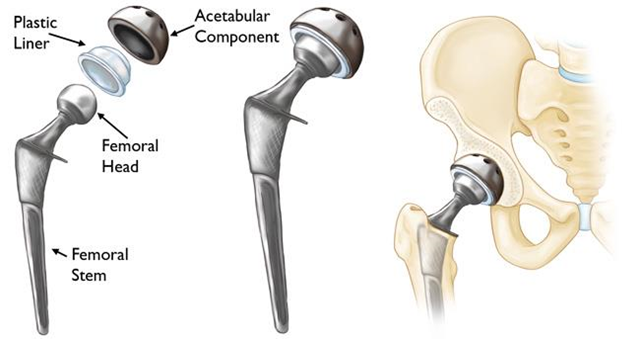 Plastic
Liner
Acetabular
Component
Femoral
Head
Femoral
Stem